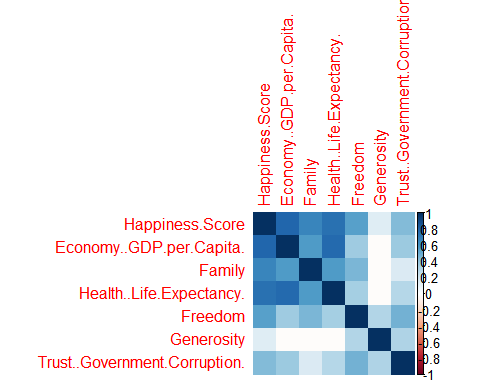 Happiness.Score
Economy..GDP.per.Capita.
Family
Health..Life.Expectancy.
Freedom
Generosity
Trust..Government.Corruption
Happiness.Score
Economy..GDP.per.Capita.
Family
Health..Life.Expectancy.
Freedom
Generosity
Trust..Government.Corruption.
1
0.8
0.6
0.4
0.2
0
-0.2
-0.4
-0.6
-0.8
-1